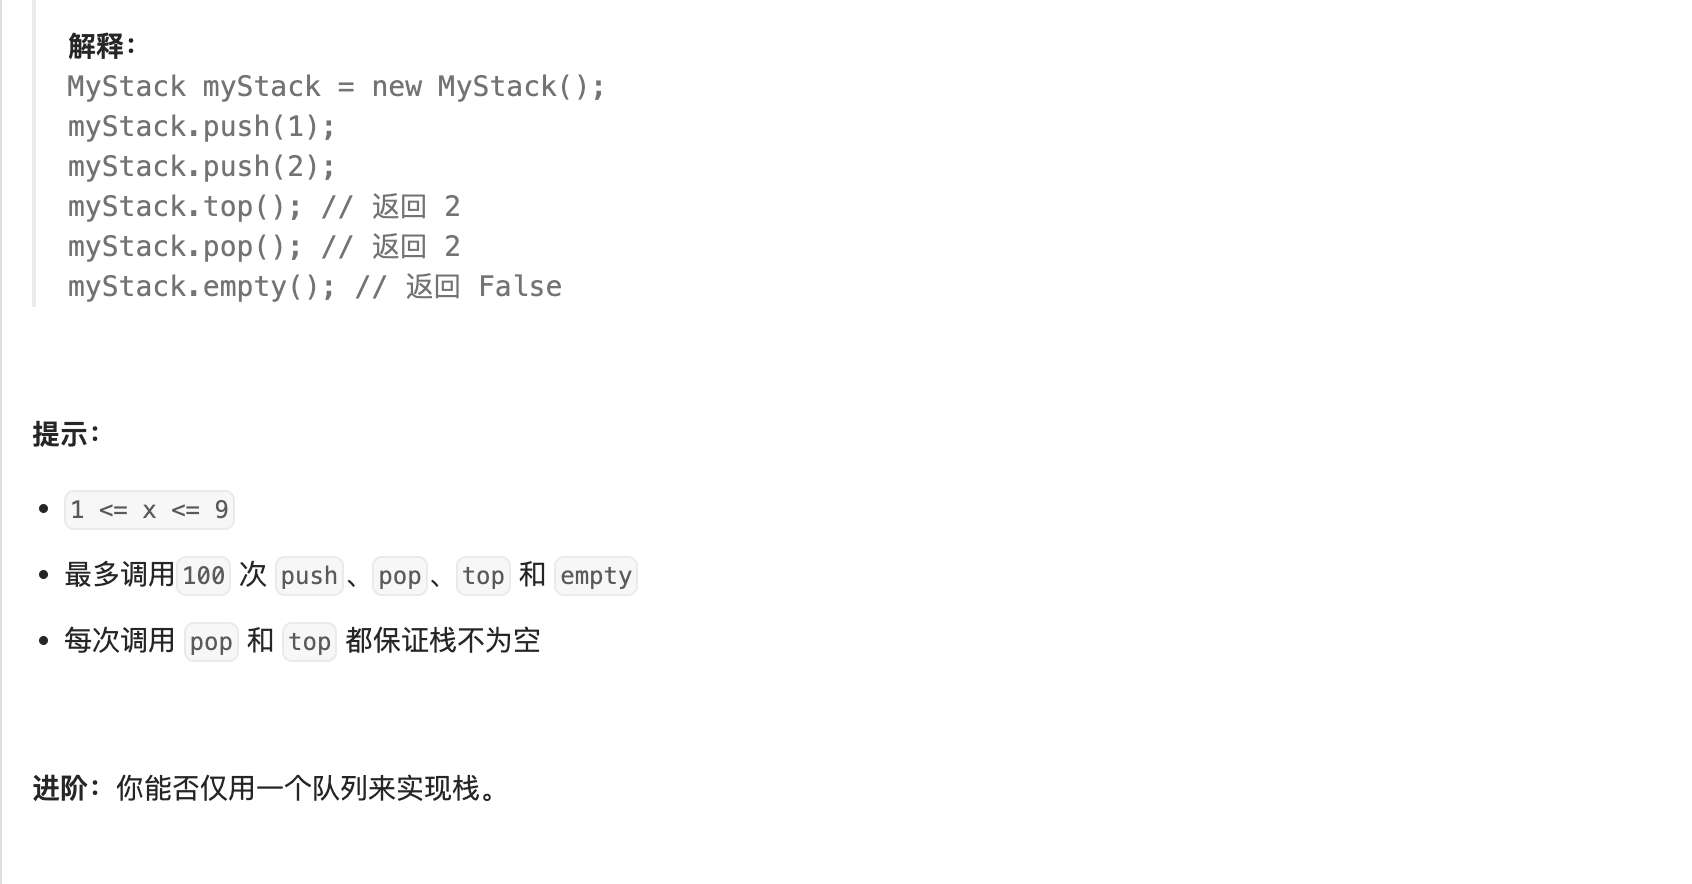 解释：
MyStack myStack = new MyStack();
myStack.push(1);
myStack.push(2);
myStack.top(); // 返回 2
myStack.pop(); // 返回 2
myStack.empty(); // 返回 False
提示：
• 1 <= x <= 9
• 最多调用100 次 push、pop、top 和 empty
• 每次调用 pop 和 top 都保证栈不为空
进阶：你能否仅用一个队列来实现栈。